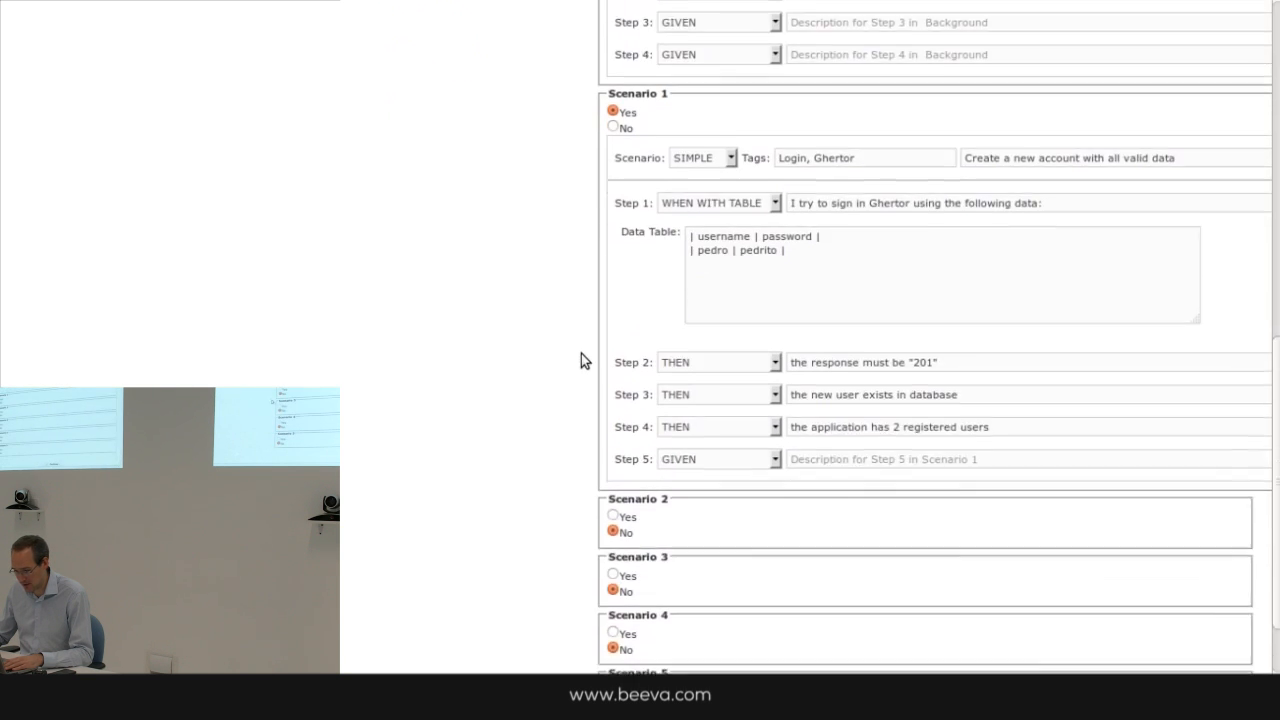 Step 3: GIVEN Description for Step 3 in Background
Step 4: GIVEN Description for Step 4 in Background
Scenario 1
Yes
No
Scenario: SIMPLE Tags: Login, Ghertor Create a new account with all valid data
Step 1: WHEN WITH TABLE I try to sign in Ghertor using the following data:
Data Table: | username | password |
| pedro | pedrito |
Step 2: THEN the response must be "201"
Step 3: THEN the new user exists in database
Step 4: THEN the application has 2 registered users
Step 5: GIVEN Description for Step 5 in Scenario 1
Scenario 2
Yes
No
Scenario 3
Yes
No
Scenario 4
Yes
No
Scenario 5
www.beeva.com